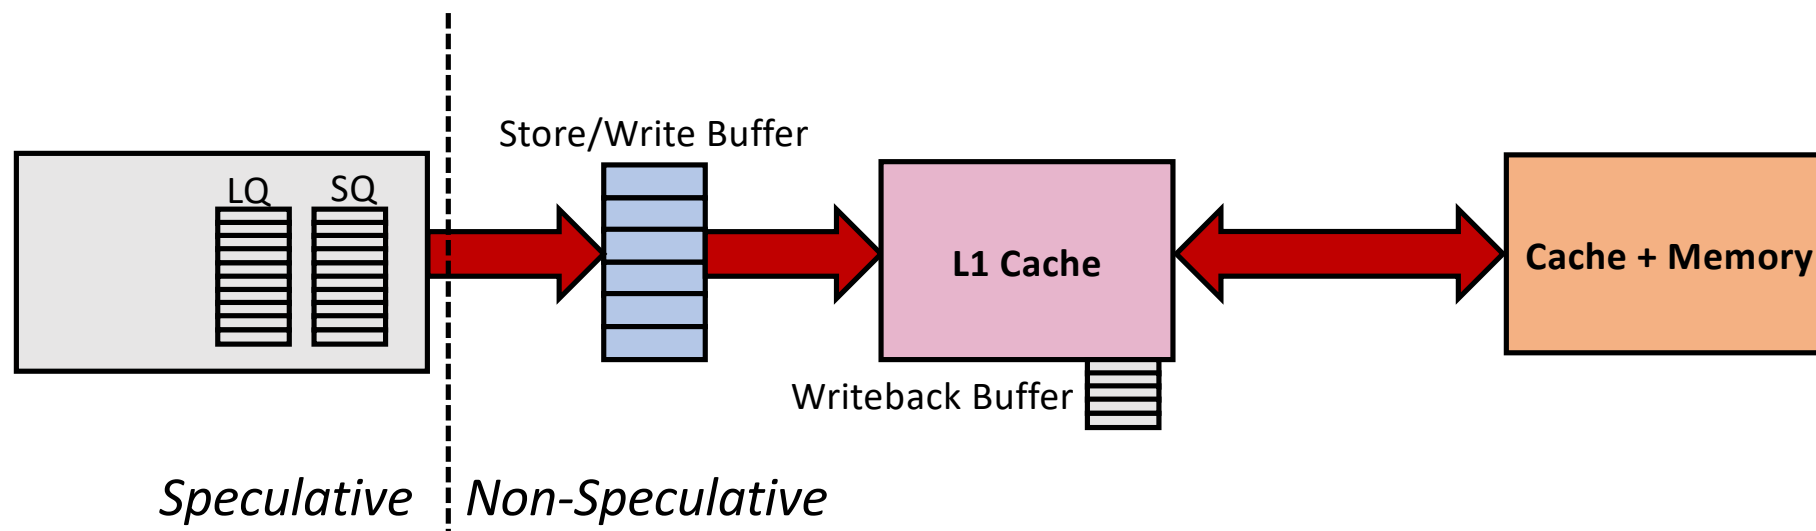 Store/Write Buffer
LQ
SQ
L1 Cache
Cache + Memory
Writeback Buffer
Speculative
Non-Speculative